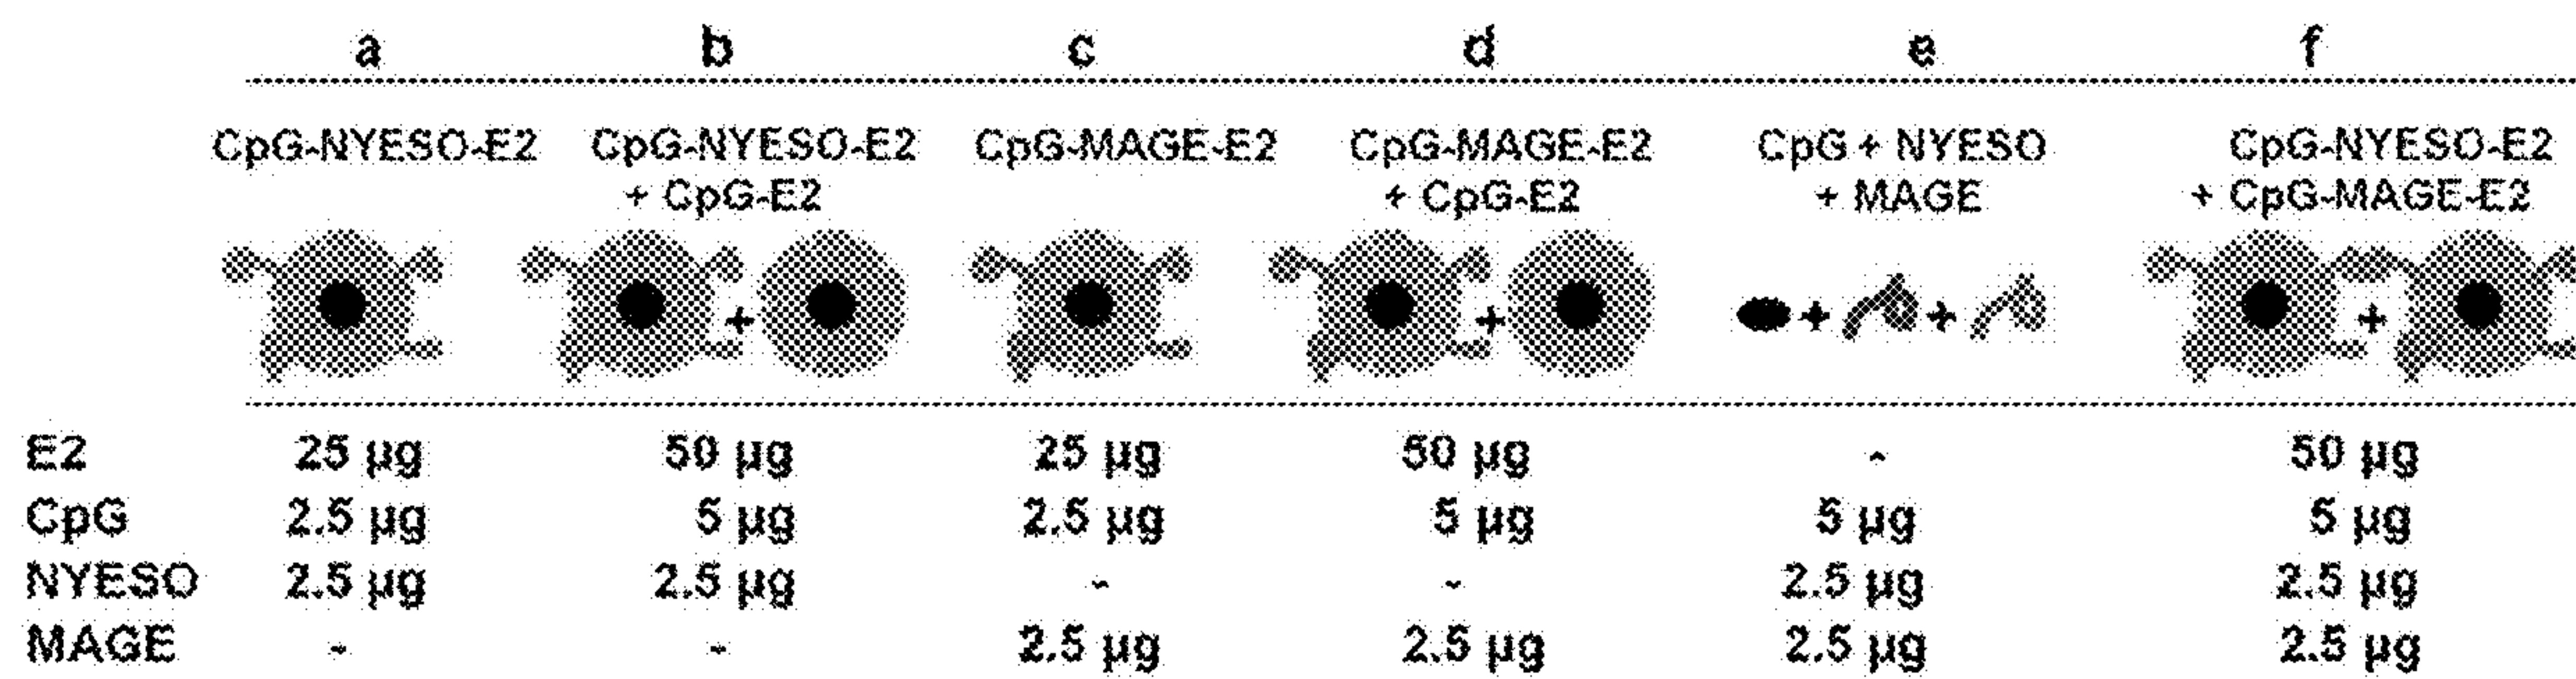 a b c d e f
CpG-NYESO-E2 CpG-NYESO-E2 CpG-MAGE-E2 CpG-MAGE-E2 CpG + NYESO CpG-NYESO-E2
+ CpG-E2 + CpG-E2 + MAGE + CpG-MAGE-E2
+ + + + +
E2 25 µg 50 µg 25 µg 50 µg - 50 µg
CpG 2.5 µg 5 µg 2.5 µg 5 µg 5 µg 5 µg
NYESO 2.5 µg 2.5 µg - - 2.5 µg 2.5 µg
MAGE - - 2.5 µg 2.5 µg 2.5 µg 2.5 µg